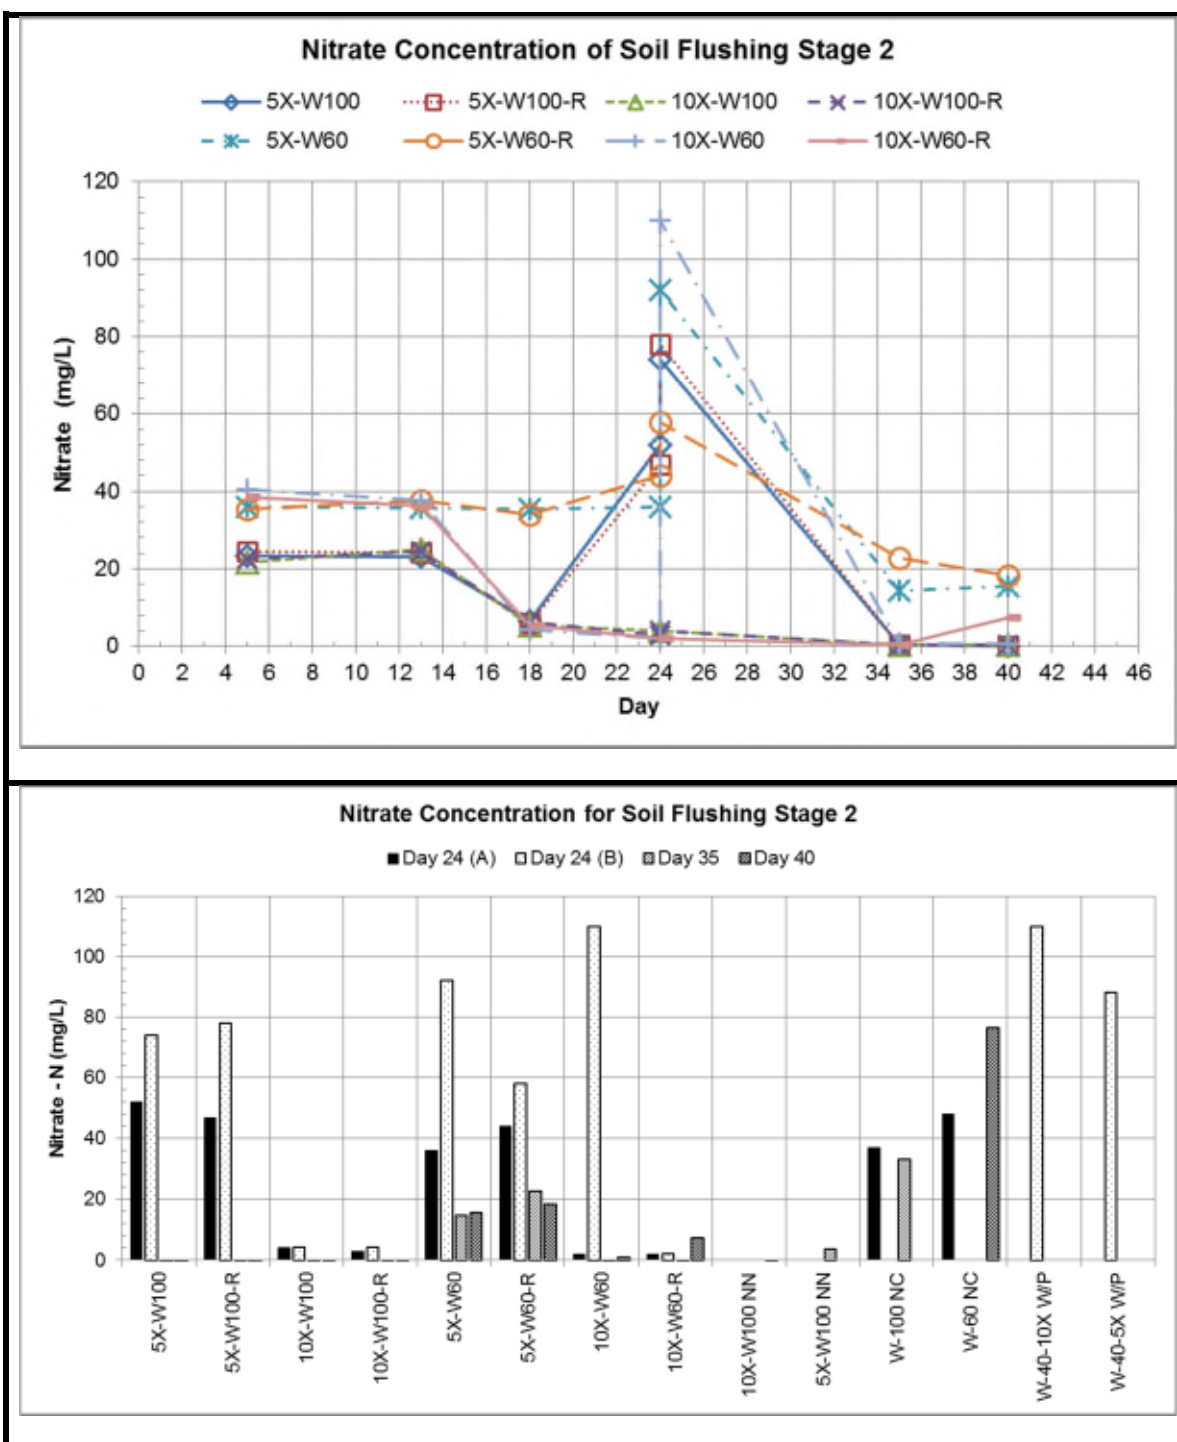 Nitrate Concentration of Soil Flushing Stage 2
5X-W100 5X-W100-R 10X-W100 10X-W100-R
5X-W60 5X-W60-R 10X-W60 10X-W60-R
120
100
80
60
40
20
0
Nitrate (mg/L)
0 2 4 6 8 10 12 14 16 18 20 22 24 26 28 30 32 34 36 38 40 42 44 46
Day
Nitrate Concentration for Soil Flushing Stage 2
Day 24 (A) Day 24 (B) Day 35 Day 40
120
100
80
60
40
20
0
Nitrate - N (mg/L)
5X-W100
5X-W100-R
10X-W100
10X-W100-R
5X-W60
5X-W60-R
10X-W60
10X-W60-R
10X-W100 NN
5X-W100 NN
W-100 NC
W-60 NC
W-40-10X W/P
W-40-5X W/P